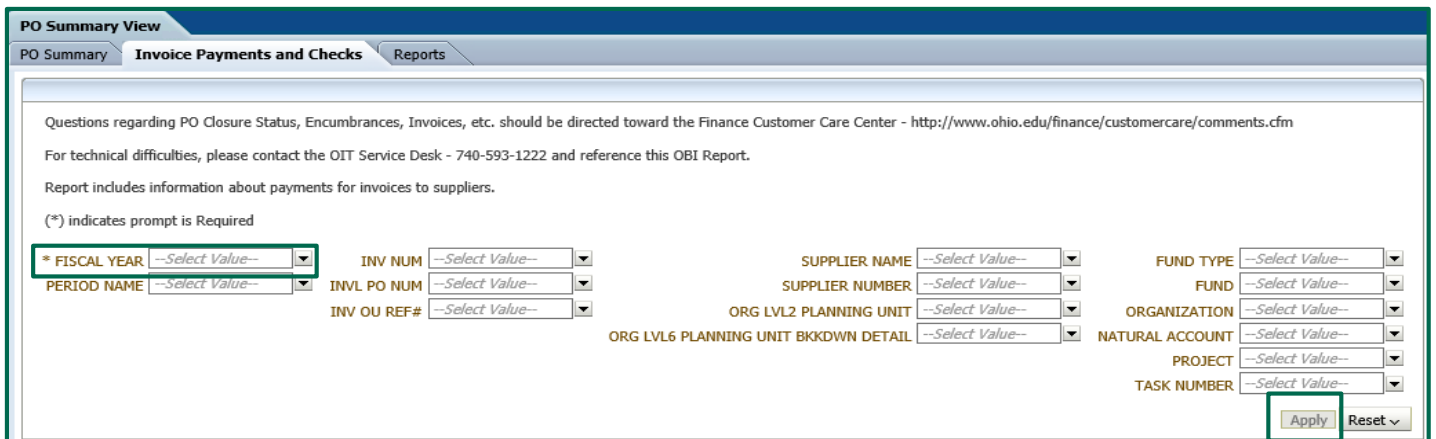 PO Summary View
PO Summary Invoice Payments and Checks Reports
Questions regarding PO Closure Status, Encumbrances, Invoices, etc. should be directed toward the Finance Customer Care Center - http://www.ohio.edu/finance/customercare/comments.cfm
For technical difficulties, please contact the OIT Service Desk - 740-593-1222 and reference this OBI Report.
Report includes information about payments for invoices to suppliers.
(*) indicates prompt is Required
* FISCAL YEAR --Select Value-- INV NUM --Select Value-- SUPPLIER NAME --Select Value-- FUND TYPE --Select Value--
PERIOD NAME --Select Value-- INVL PO NUM --Select Value-- SUPPLIER NUMBER --Select Value-- FUND --Select Value--
INV OU REF# --Select Value-- ORG LVL2 PLANNING UNIT --Select Value-- ORGANIZATION --Select Value--
ORG LVL6 PLANNING UNIT BKKDWN DETAIL --Select Value-- NATURAL ACCOUNT --Select Value--
PROJECT --Select Value--
TASK NUMBER --Select Value--
Apply Reset